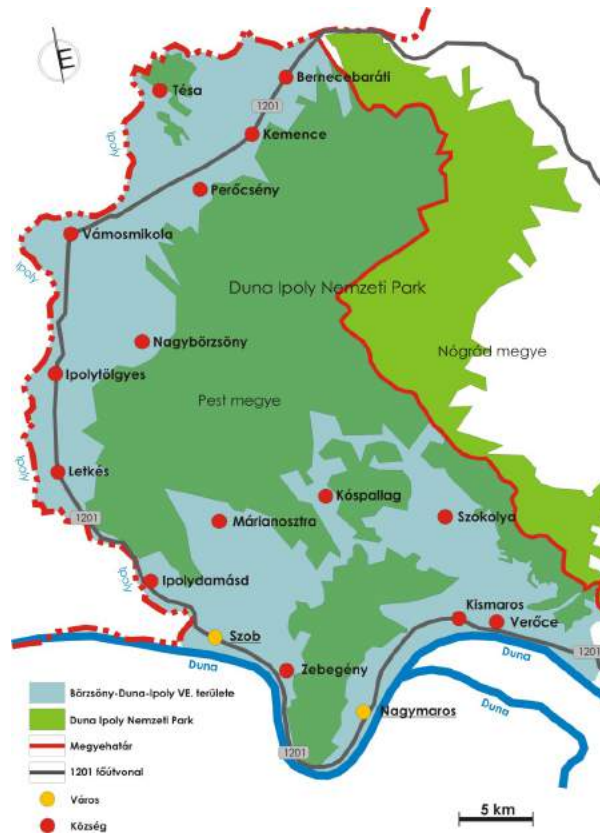 É
Bernecebaráti
Tésa
1201
Ipoly
Kemence
Perőcsény
Vámosmikola
Ipoly
Duna Ipoly Nemzeti Park
Nagybörzsöny
Nógrád megye
Ipolytölgyes
Pest megye
Ipoly
Letkés
Kóspallag
1201
Márianosztra
Szokolya
Ipoly
Ipolydamásd
Kismaros
Verőce
Szob
1201
Duna
Zebegény
Duna
Börzsöny-Duna-Ipoly VE. területe
Nagymaros
Duna Ipoly Nemzeti Park
Megyehatár
1201
1201 főútvonal
Város
5 km
Község